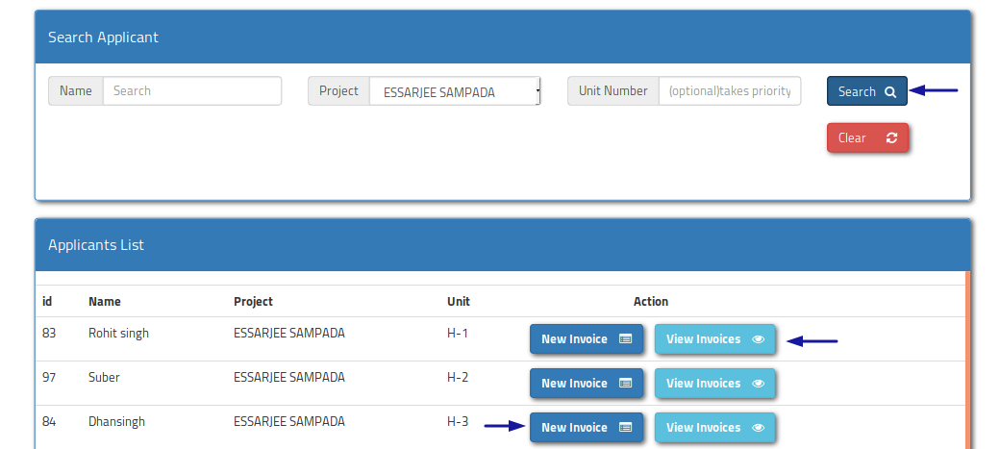 Search Applicant
Name Search Project ESSARJEE SAMPADA Unit Number (optional)takes priority Search
Clear
Applicants List
id Name Project Unit Action
83 Rohit singh ESSARJEE SAMPADA H-1 New Invoice View Invoices
97 Suber ESSARJEE SAMPADA H-2 New Invoice View Invoices
84 Dhansingh ESSARJEE SAMPADA H-3 New Invoice View Invoices